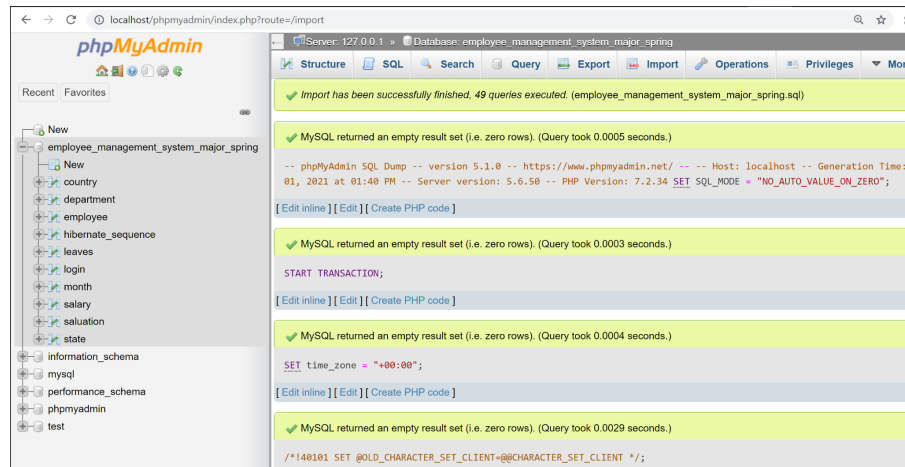 localhost/phpmyadmin/index.php?route=/import
phpMyAdmin
Recent Favorites
New
employee_management_system_major_spring
New
country
department
employee
hibernate_sequence
leaves
login
month
salary
saluation
state
information_schema
mysql
performance_schema
phpmyadmin
test
Server: 127.0.0.1 » Database: employee_management_system_major_spring
Structure SQL Search Query Export Import Operations Privileges Mor
Import has been successfully finished, 49 queries executed. (employee_management_system_major_spring.sql)
MySQL returned an empty result set (i.e. zero rows). (Query took 0.0005 seconds.)
-- phpMyAdmin SQL Dump -- version 5.1.0 -- https://www.phpmyadmin.net/ -- -- Host: localhost -- Generation Time:
01, 2021 at 01:40 PM -- Server version: 5.6.50 -- PHP Version: 7.2.34 SET SQL_MODE = "NO_AUTO_VALUE_ON_ZERO";
[ Edit inline ] [ Edit ] [ Create PHP code ]
MySQL returned an empty result set (i.e. zero rows). (Query took 0.0003 seconds.)
START TRANSACTION;
[ Edit inline ] [ Edit ] [ Create PHP code ]
MySQL returned an empty result set (i.e. zero rows). (Query took 0.0004 seconds.)
SET time_zone = "+00:00";
[ Edit inline ] [ Edit ] [ Create PHP code ]
MySQL returned an empty result set (i.e. zero rows). (Query took 0.0029 seconds.)
/*!40101 SET @OLD_CHARACTER_SET_CLIENT=@@CHARACTER_SET_CLIENT */;